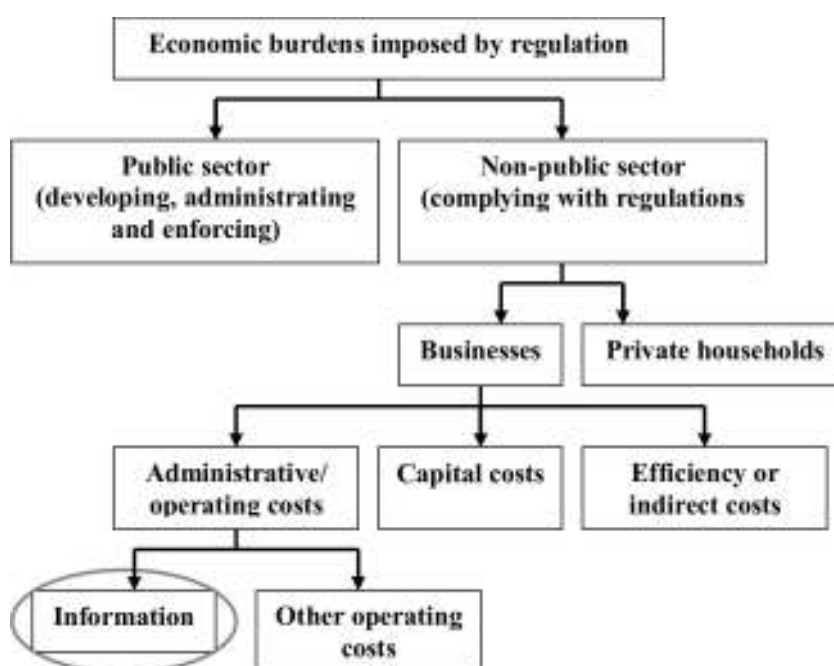 Economic burdens imposed by regulation
Public sector
(developing, administrating
and enforcing)
Non-public sector
(complying with regulations
Businesses
Private households
Administrative/
operating costs
Capital costs
Efficiency or
indirect costs
Information
Other operating
costs